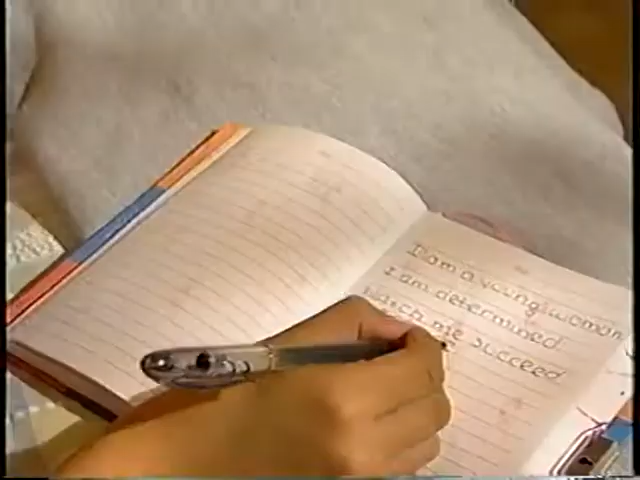 I am a young woman
I am determined
Watch me succeed